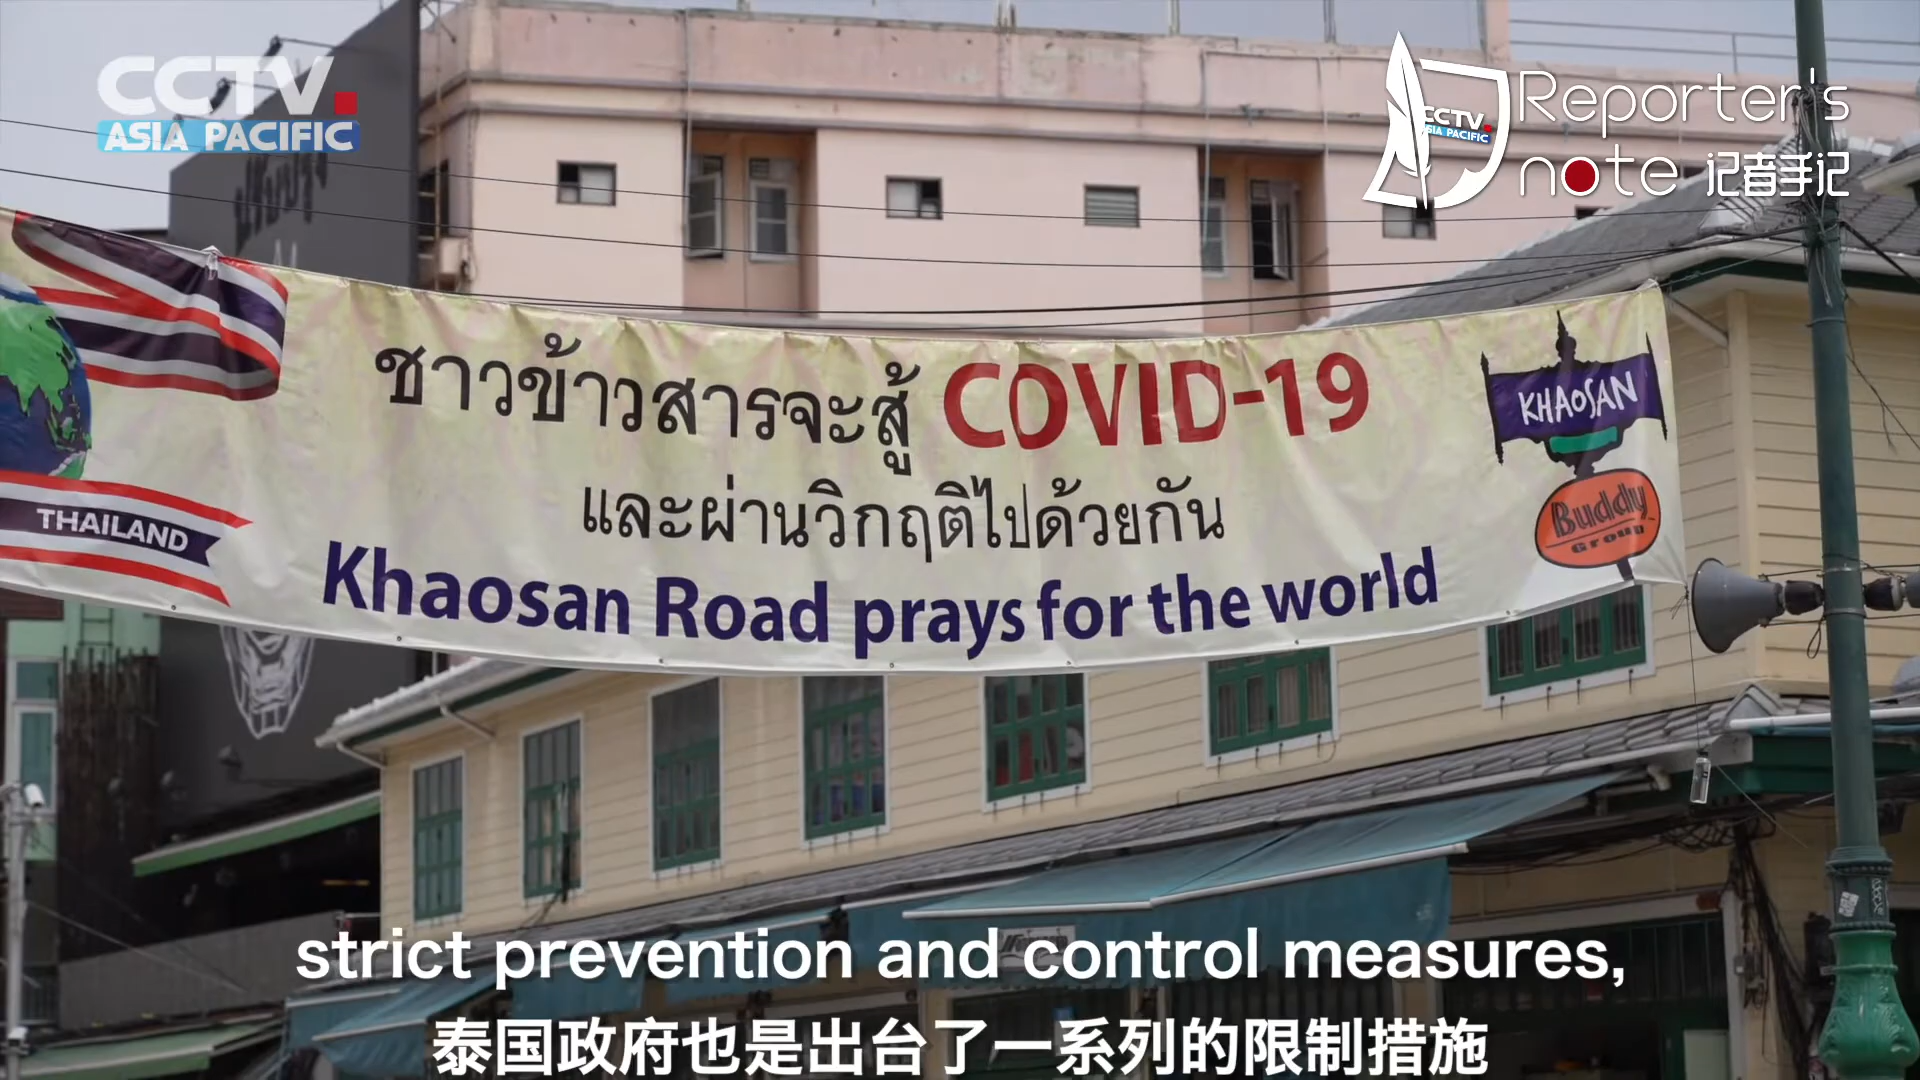 CCTV.
ASIA PACIFIC
CCTV.
ASIA PACIFIC
Reporter's
note 记者手记
ชาวข้าวสารจะสู้ COVID-19
และผ่านวิกฤติไปด้วยกัน
Khaosan Road prays for the world
THAILAND
KHAOSAN
Buddy
Group
strict prevention and control measures,
泰国政府也是出台了一系列的限制措施